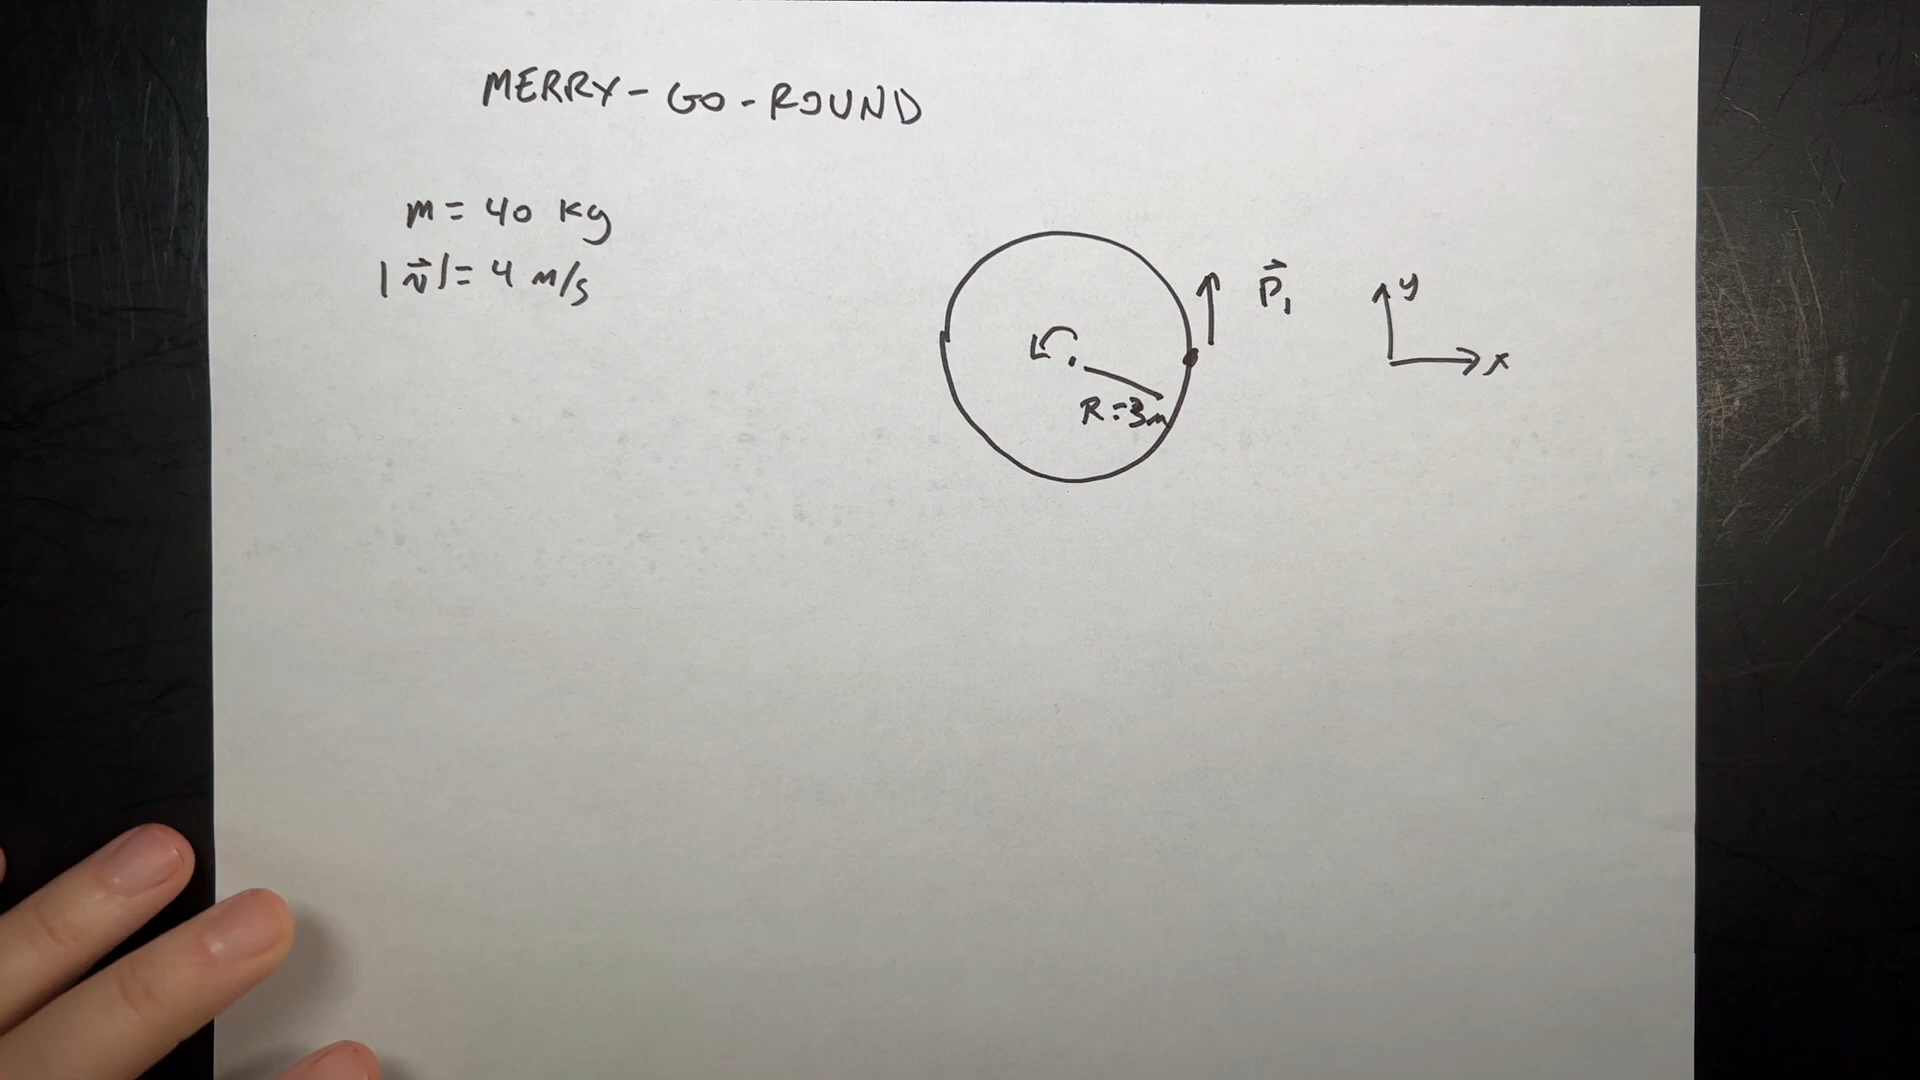 MERRY-GO-ROUND
m = 40 kg
|v⃗| = 4 m/s
R = 3m
P⃗₁
y
x